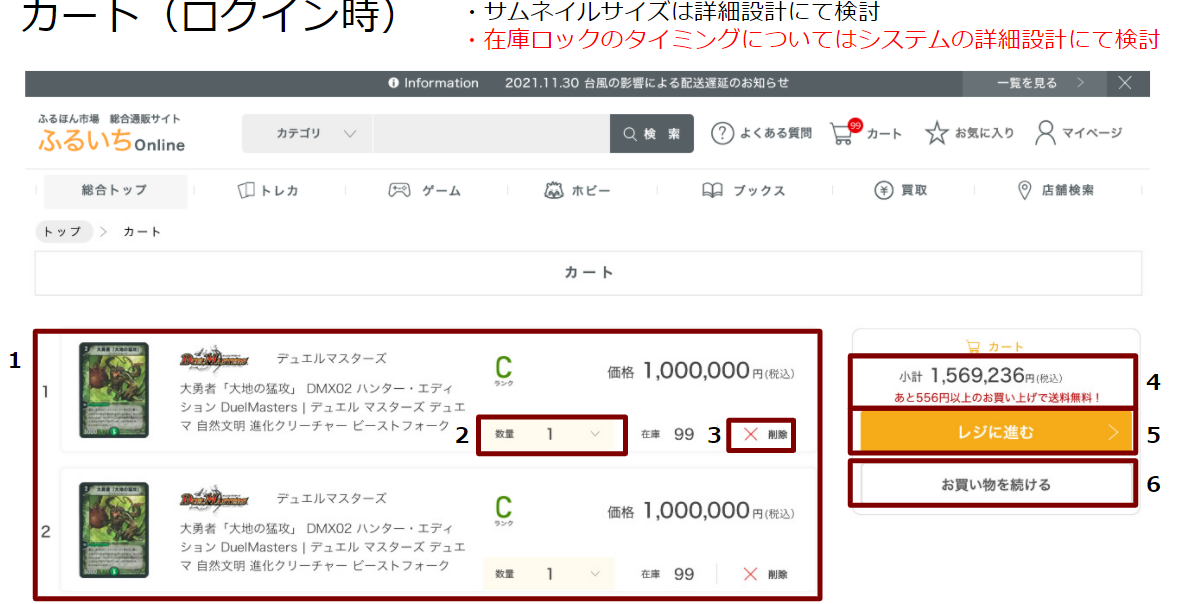 カート（ログイン時）
・サムネイルサイズは詳細設計にて検討
・在庫ロックのタイミングについてはシステムの詳細設計にて検討
Information 2021.11.30 台風の影響による配送遅延のお知らせ 一覧を見る
ふるほん市場 総合通販サイト
ふるいちOnline
カテゴリ 検 索 よくある質問 99 カート お気に入り マイページ
総合トップ トレカ ゲーム ホビー ブックス 買取 店舗検索
トップ > カート
カート
1
1
DuelMasters デュエルマスターズ
大勇者「大地の猛攻」 DMX02 ハンター・エディ
ション DuelMasters | デュエル マスターズ デュエ
マ 自然文明 進化クリーチャー ビーストフォーク
C
ランク
価格 1,000,000円(税込)
2 数量 1 在庫 99 3 削除
2
DuelMasters デュエルマスターズ
大勇者「大地の猛攻」 DMX02 ハンター・エディ
ション DuelMasters | デュエル マスターズ デュエ
マ 自然文明 進化クリーチャー ビーストフォーク
C
ランク
価格 1,000,000円(税込)
数量 1 在庫 99 削除
カート
小計 1,569,236円(税込) 4
あと556円以上のお買い上げで送料無料！
レジに進む 5
お買い物を続ける 6